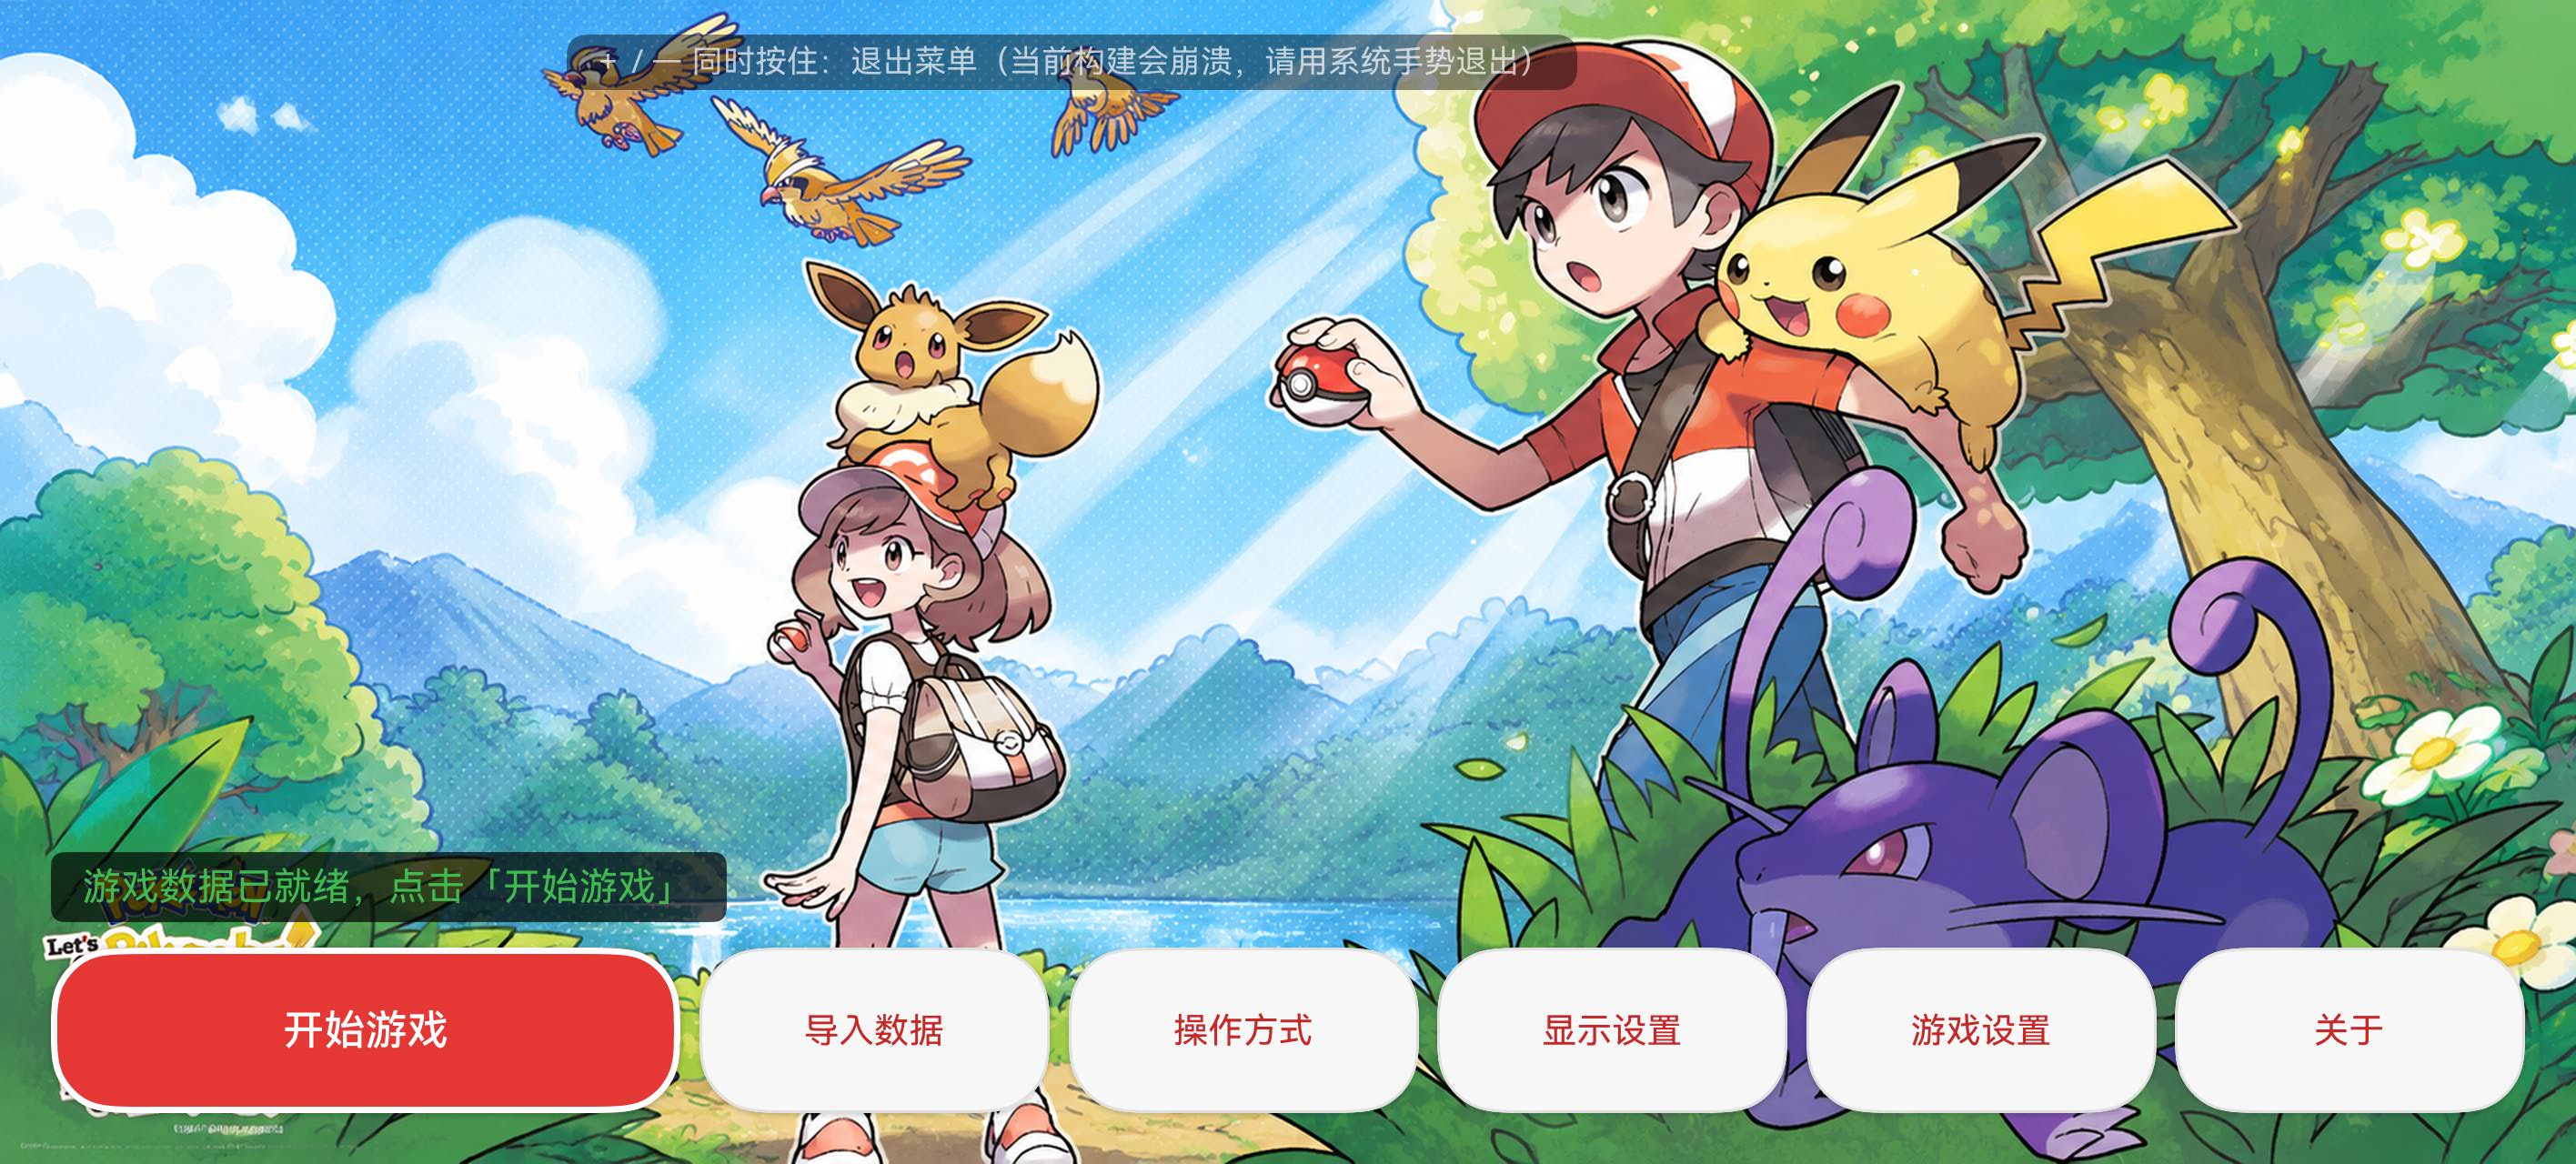 + / — 同时按住：退出菜单（当前构建会崩溃，请用系统手势退出）
游戏数据已就绪，点击「开始游戏」
Let's
开始游戏
导入数据
操作方式
显示设置
游戏设置
关于